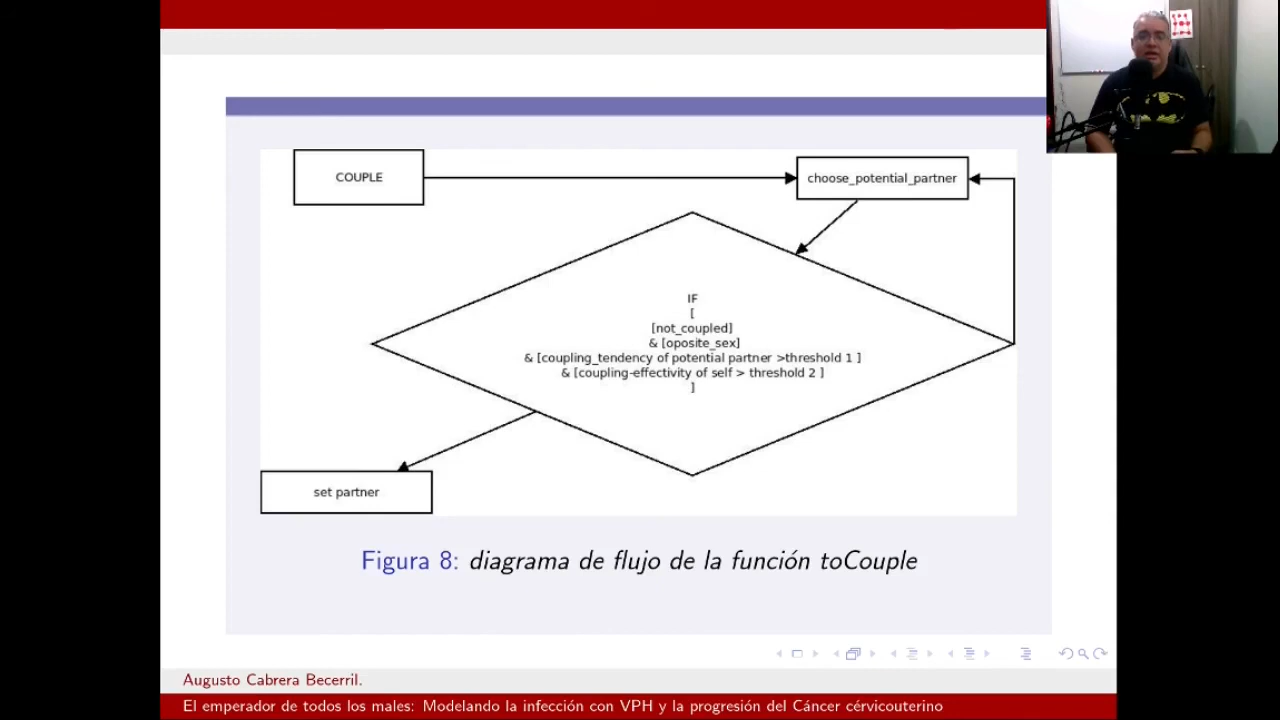 COUPLE
choose_potential_partner
IF
[
[not_coupled]
& [oposite_sex]
& [coupling_tendency of potential partner >threshold 1 ]
& [coupling-effectivity of self > threshold 2 ]
]
set partner
Figura 8: diagrama de flujo de la función toCouple
Augusto Cabrera Becerril.
El emperador de todos los males: Modelando la infección con VPH y la progresión del Cáncer cérvicouterino